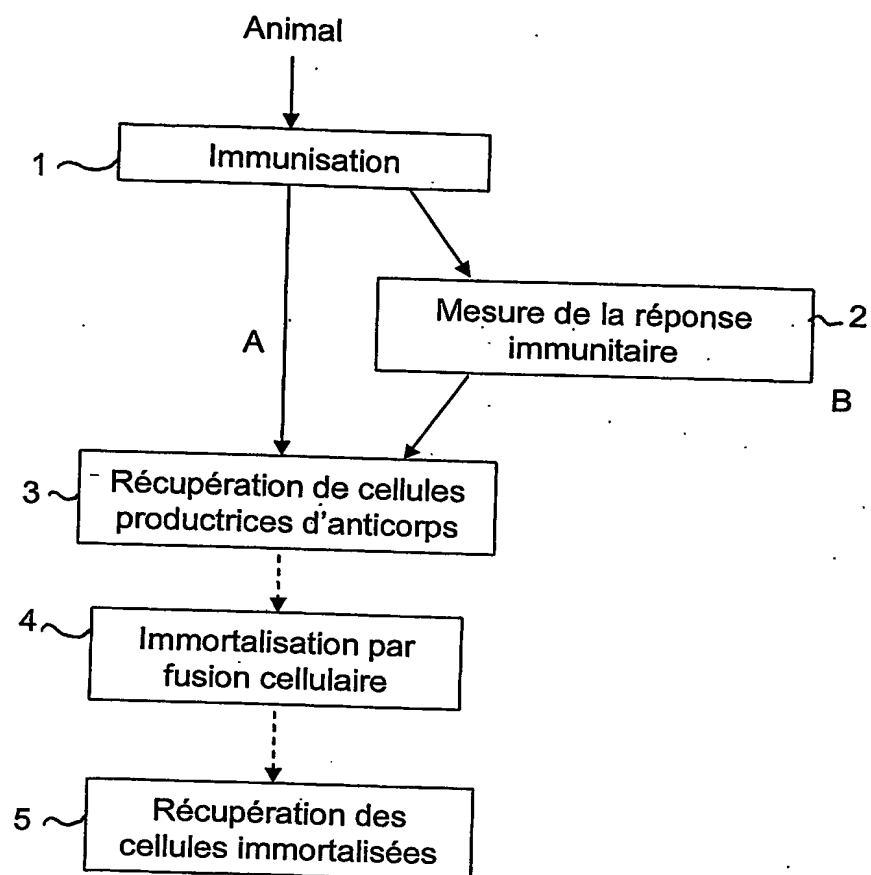 Animal
1
Immunisation
Mesure de la réponse
immunitaire
2
A
B
3
Récupération de cellules
productrices d'anticorps
4
Immortalisation par
fusion cellulaire
5
Récupération des
cellules immortalisées